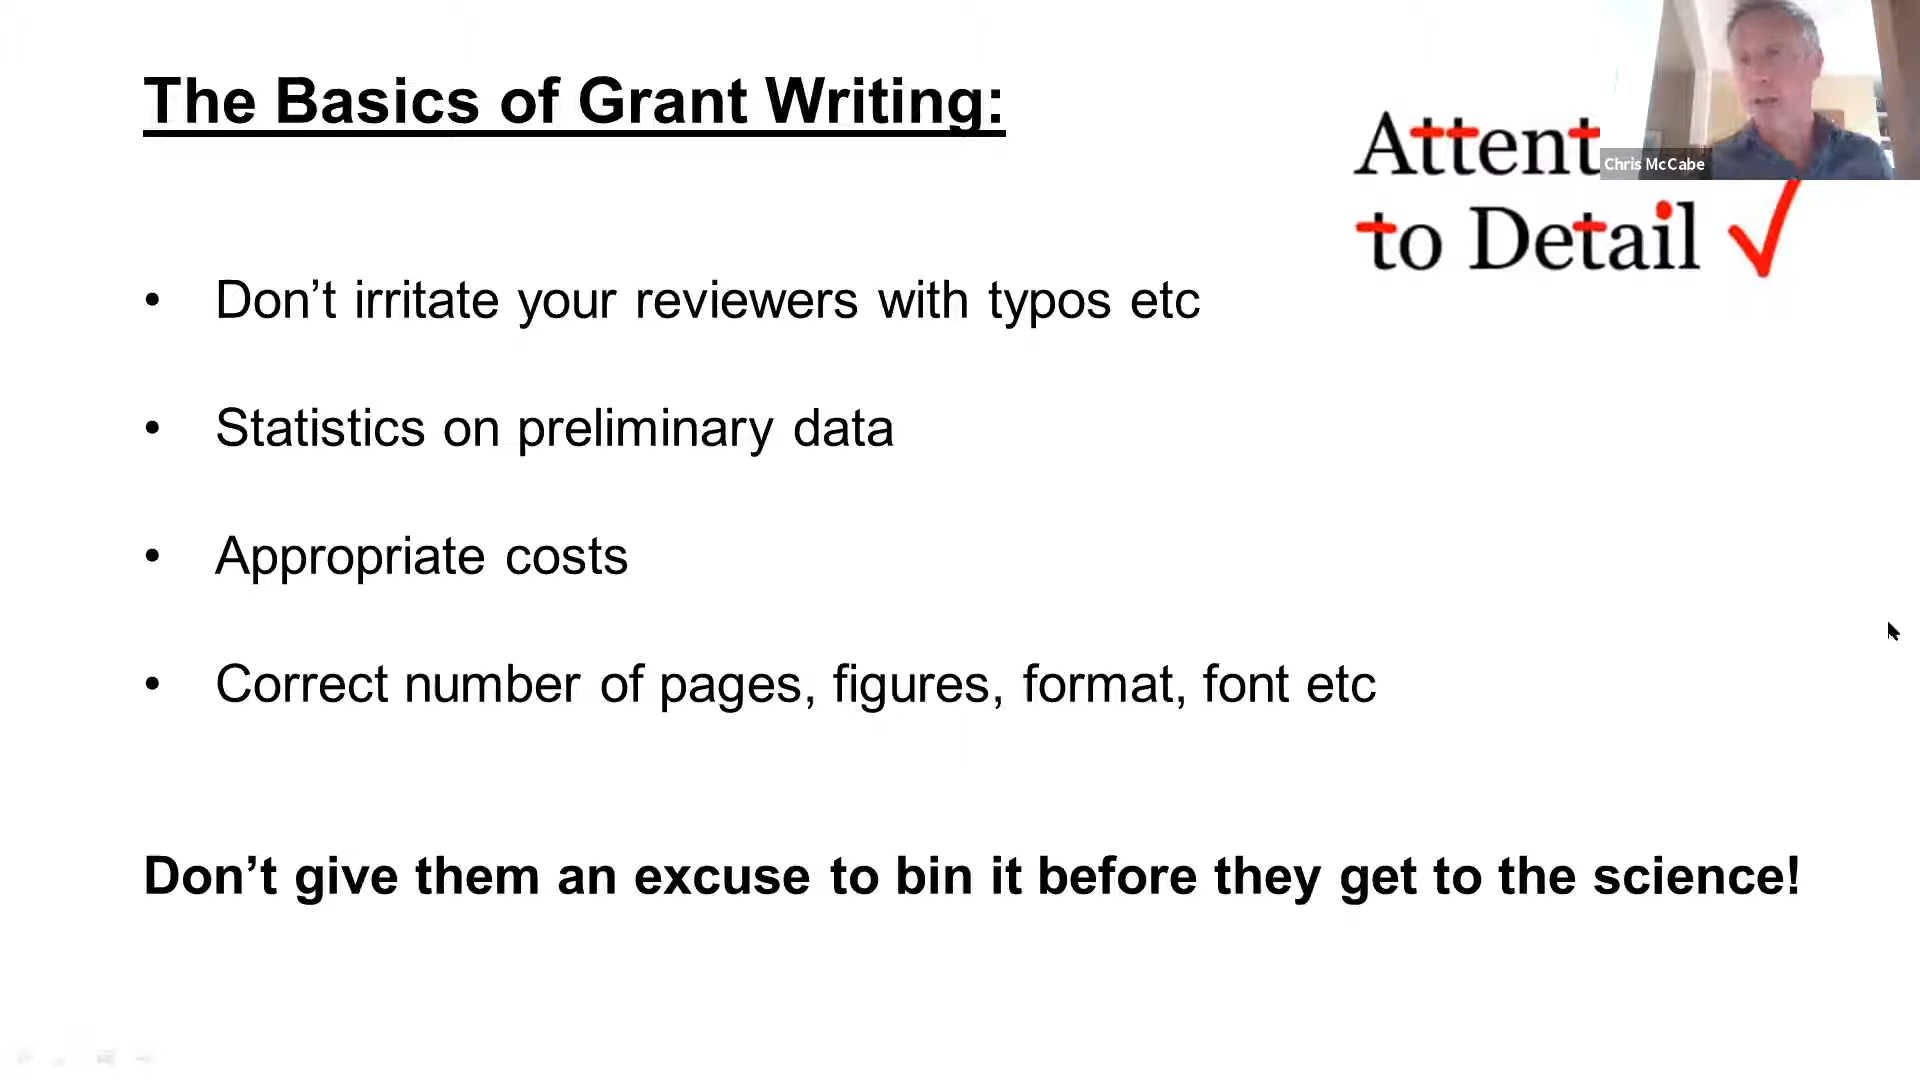 The Basics of Grant Writing:
Attent
to Detail
Chris McCabe
• Don’t irritate your reviewers with typos etc
• Statistics on preliminary data
• Appropriate costs
• Correct number of pages, figures, format, font etc
Don’t give them an excuse to bin it before they get to the science!